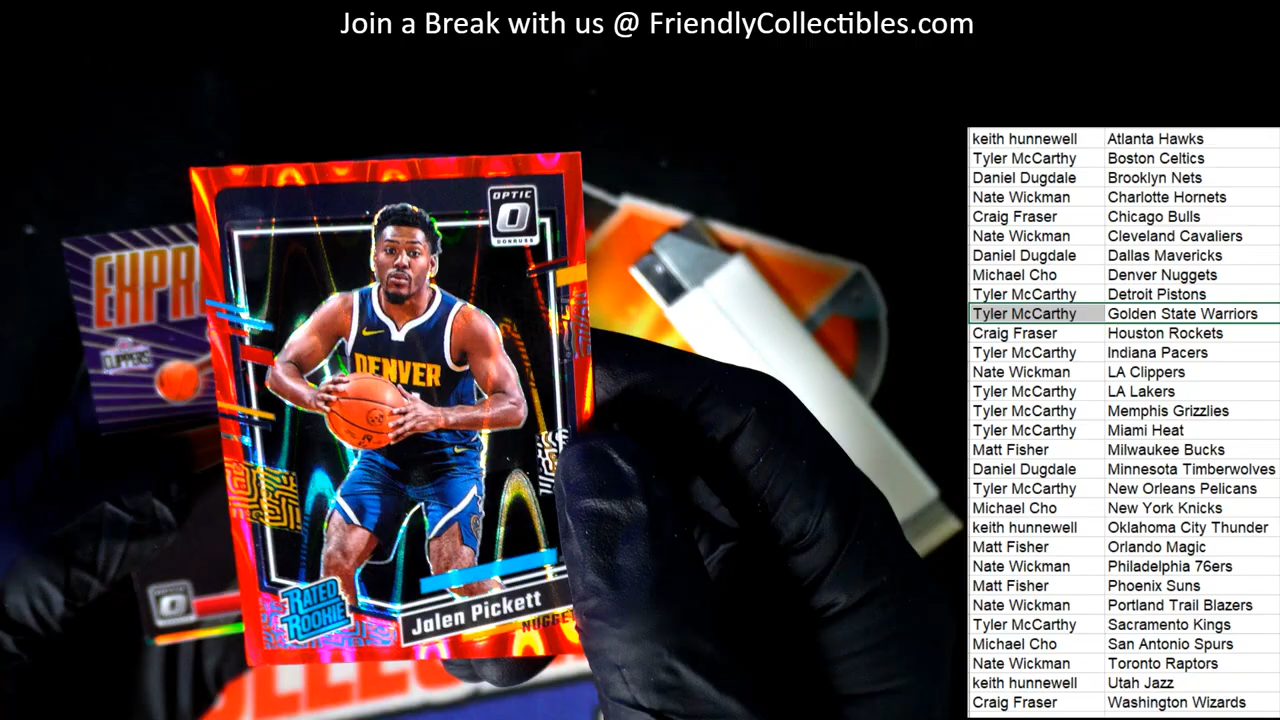 Join a Break with us @ FriendlyCollectibles.com
keith hunnewell Atlanta Hawks
Tyler McCarthy Boston Celtics
Daniel Dugdale Brooklyn Nets
Nate Wickman Charlotte Hornets
Craig Fraser Chicago Bulls
Nate Wickman Cleveland Cavaliers
Daniel Dugdale Dallas Mavericks
Michael Cho Denver Nuggets
Tyler McCarthy Detroit Pistons
Tyler McCarthy Golden State Warriors
Craig Fraser Houston Rockets
Tyler McCarthy Indiana Pacers
Nate Wickman LA Clippers
Tyler McCarthy LA Lakers
Tyler McCarthy Memphis Grizzlies
Tyler McCarthy Miami Heat
Matt Fisher Milwaukee Bucks
Daniel Dugdale Minnesota Timberwolves
Tyler McCarthy New Orleans Pelicans
Michael Cho New York Knicks
keith hunnewell Oklahoma City Thunder
Matt Fisher Orlando Magic
Nate Wickman Philadelphia 76ers
Matt Fisher Phoenix Suns
Nate Wickman Portland Trail Blazers
Tyler McCarthy Sacramento Kings
Michael Cho San Antonio Spurs
Nate Wickman Toronto Raptors
keith hunnewell Utah Jazz
Craig Fraser Washington Wizards
OPTIC
O
DONRUSS
EXPR
CLIPPERS
DENVER
RATED
ROOKIE
Jalen Pickett
NUGGET